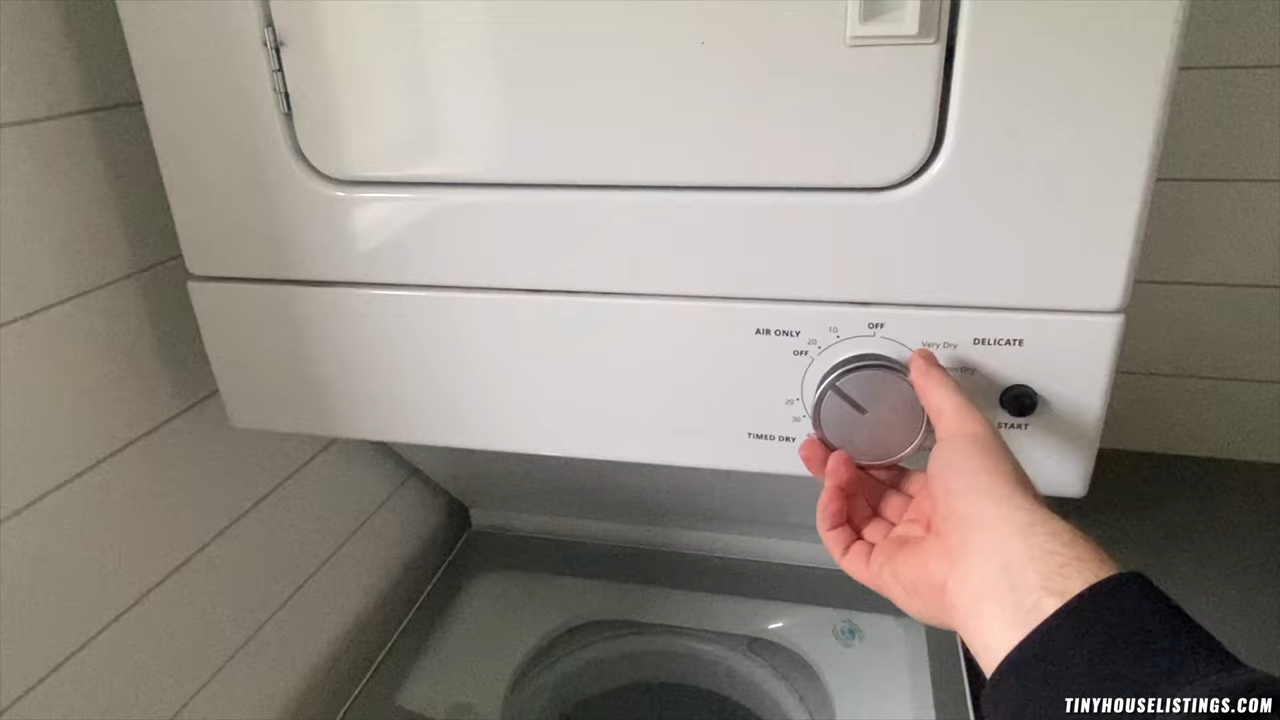 AIR ONLY
10
OFF
20
OFF
Very Dry
DELICATE
20
30
TIMED DRY
START
TINYHOUSELISTINGS.COM